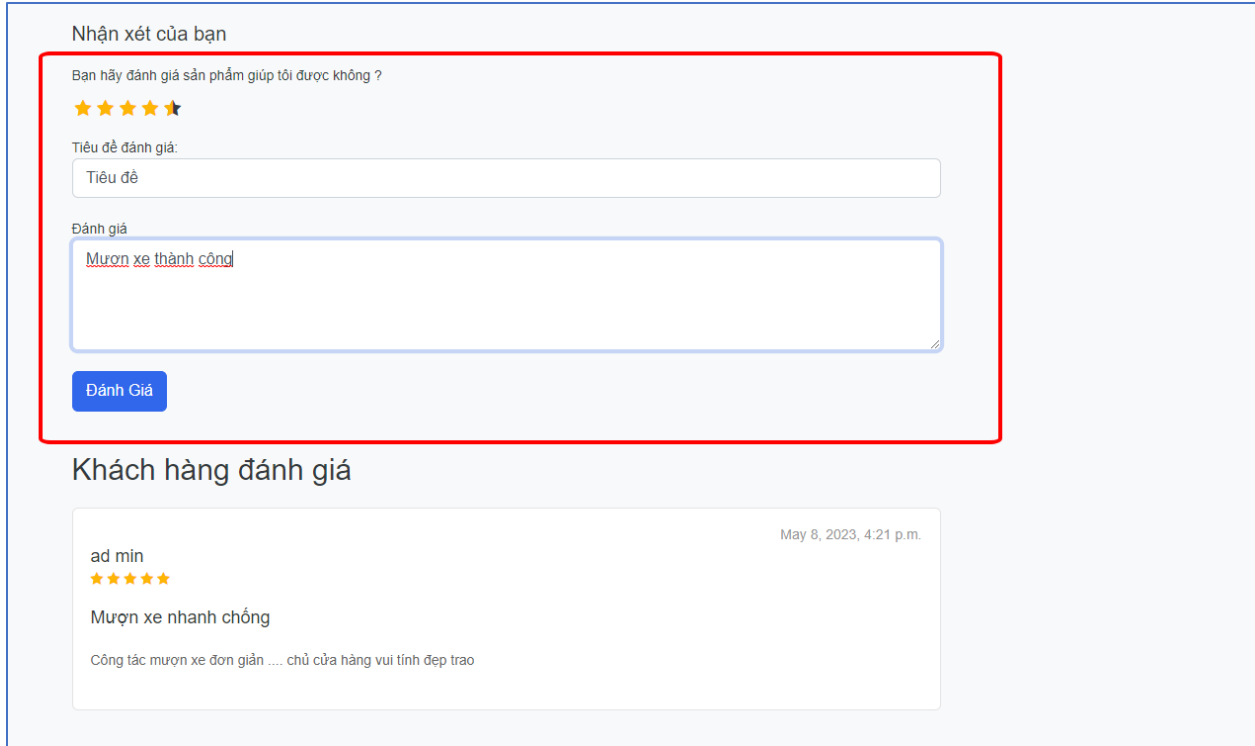 Nhận xét của bạn
Bạn hãy đánh giá sản phẩm giúp tôi được không ?
Tiêu đề đánh giá:
Tiêu đề
Đánh giá
Mươn xe thành công
Đánh Giá
Khách hàng đánh giá
May 8, 2023, 4:21 p.m.
ad min
Mượn xe nhanh chống
Công tác mượn xe đơn giản .... chủ cửa hàng vui tính đẹp trao